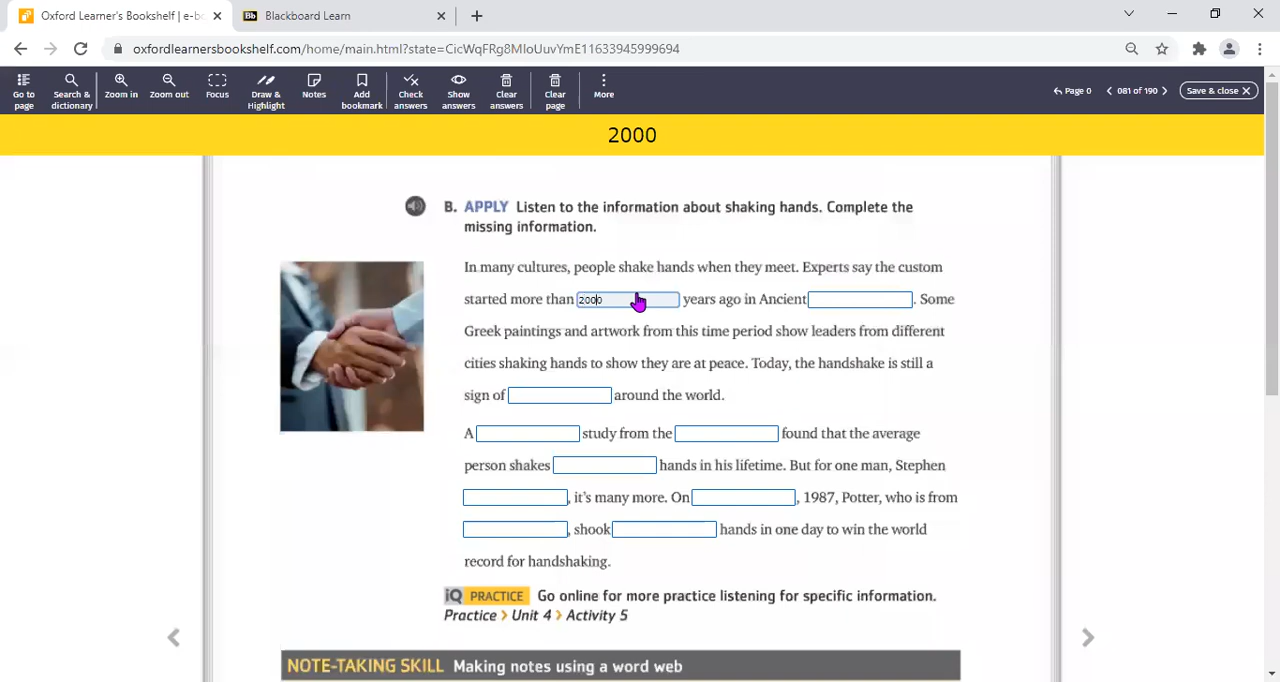 Oxford Learner's Bookshelf | e-bo
Blackboard Learn
oxfordlearnersbookshelf.com/home/main.html?state=CicWqFRg8MloUuvYmE11633945999694
Go to page
Search & dictionary
Zoom in
Zoom out
Focus
Draw & Highlight
Notes
Add bookmark
Check answers
Show answers
Clear answers
Clear page
More
Page 0
081 of 190
Save & close X
2000
B. APPLY Listen to the information about shaking hands. Complete the
missing information.
In many cultures, people shake hands when they meet. Experts say the custom
started more than 2000 years ago in Ancient . Some
Greek paintings and artwork from this time period show leaders from different
cities shaking hands to show they are at peace. Today, the handshake is still a
sign of around the world.
A study from the found that the average
person shakes hands in his lifetime. But for one man, Stephen
, it's many more. On , 1987, Potter, who is from
, shook hands in one day to win the world
record for handshaking.
iQ PRACTICE Go online for more practice listening for specific information.
Practice > Unit 4 > Activity 5
NOTE-TAKING SKILL Making notes using a word web